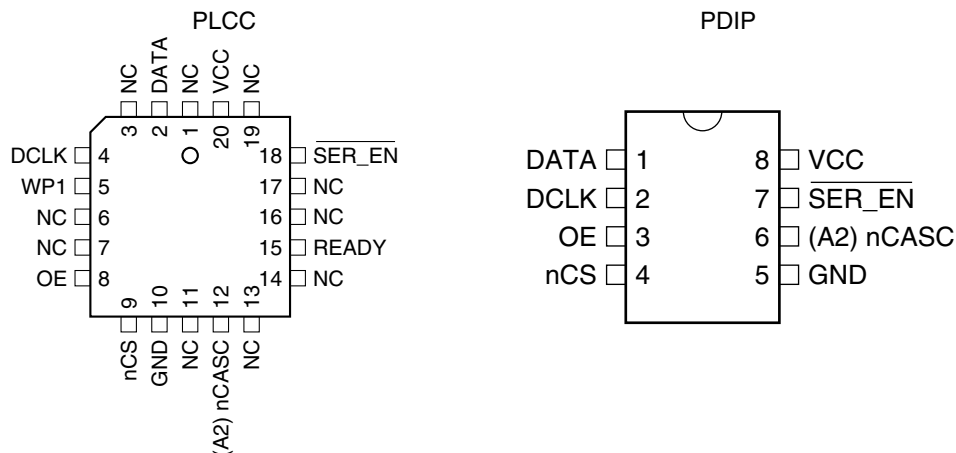 PLCC
NC
DATA
NC
VCC
NC
3
2
1
20
19
DCLK 4
WP1 5
NC 6
NC 7
OE 8
18 SER_EN
17 NC
16 NC
15 READY
14 NC
9
10
11
12
13
nCS
GND
NC
(A2) nCASC
NC
PDIP
DATA 1
DCLK 2
OE 3
nCS 4
8 VCC
7 SER_EN
6 (A2) nCASC
5 GND